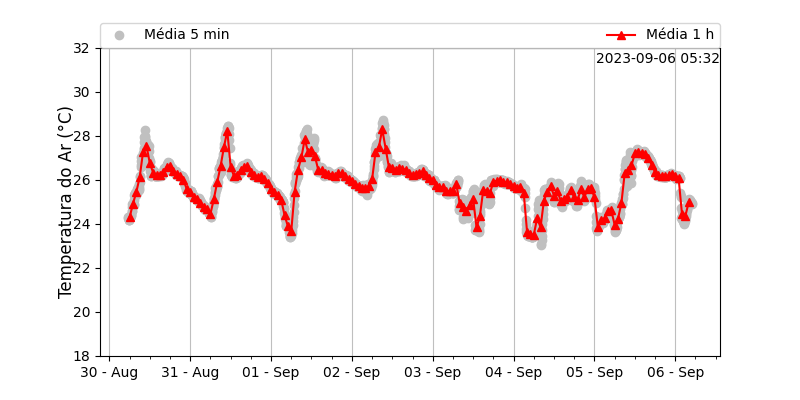 Média 5 min
Média 1 h
2023-09-06 05:32
Temperatura do Ar (°C)
32
30
28
26
24
22
20
18
30 - Aug
31 - Aug
01 - Sep
02 - Sep
03 - Sep
04 - Sep
05 - Sep
06 - Sep